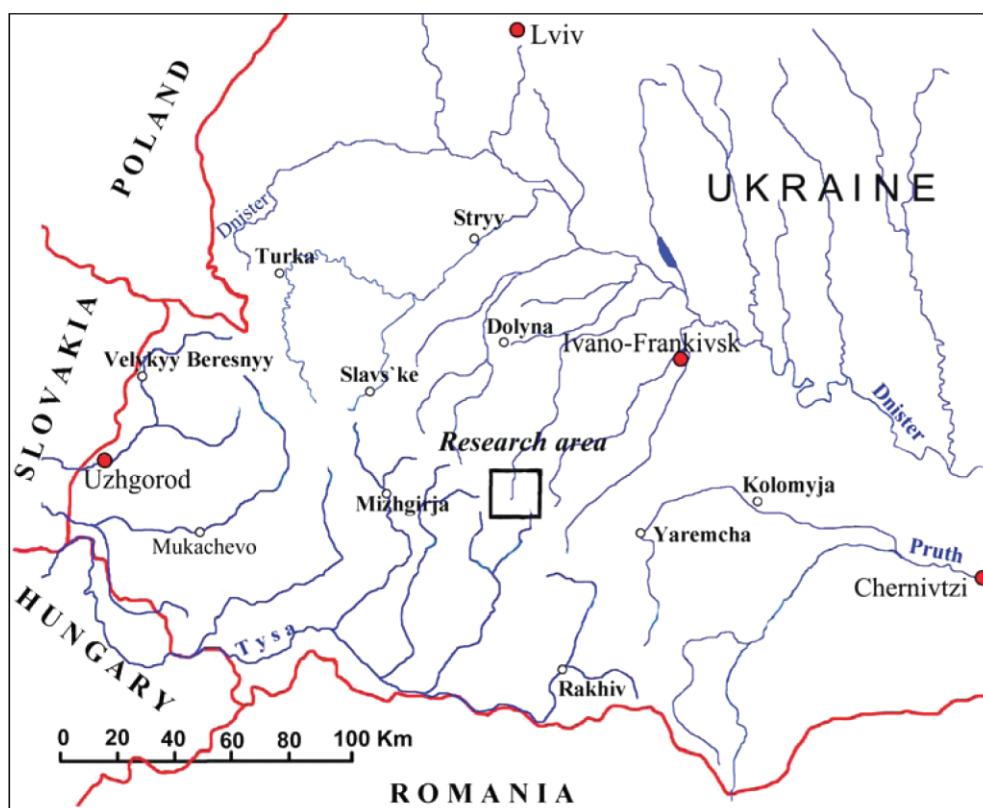 Lviv
POLAND
UKRAINE
Dnister
Stryy
Turka
SLOVAKIA
Dolyna
Ivano-Frankivsk
Velykyy Beresnyy
Slavs`ke
Dnister
Research area
Uzhgorod
Mizhgirja
Kolomyja
Mukachevo
Yaremcha
Pruth
Chernivtzi
HUNGARY
Tysa
Rakhiv
0 20 40 60 80 100 Km
ROMANIA